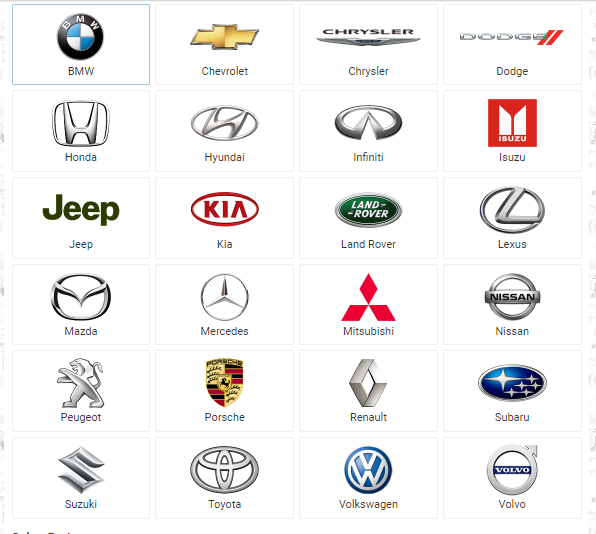 BMW
BMW
Chevrolet
CHRYSLER
Chrysler
DODGE
Dodge
Honda
Hyundai
Infiniti
ISUZU
Isuzu
Jeep
Jeep
KIA
Kia
LAND ROVER
Land Rover
Lexus
Mazda
Mercedes
Mitsubishi
NISSAN
Nissan
Peugeot
PORSCHE
Porsche
Renault
Subaru
Suzuki
Toyota
Volkswagen
VOLVO
Volvo